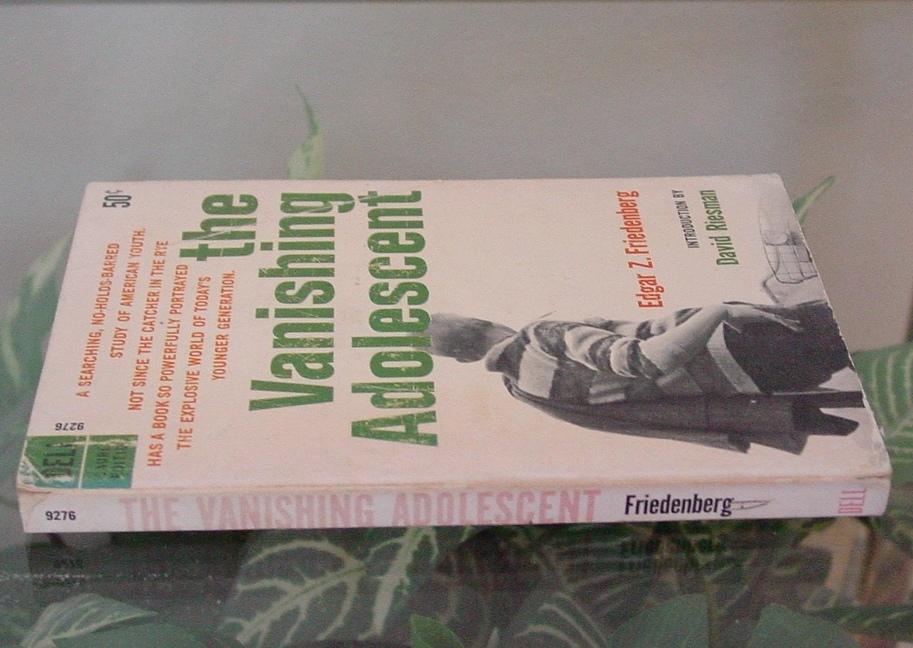 50¢
A SEARCHING, NO-HOLDS-BARRED
STUDY OF AMERICAN YOUTH.
NOT SINCE THE CATCHER IN THE RYE
HAS A BOOK SO POWERFULLY PORTRAYED
THE EXPLOSIVE WORLD OF TODAY'S
YOUNGER GENERATION.
9276
DELL
LAUREL
EDITION
the
Vanishing
Adolescent
Edgar Z. Friedenberg
INTRODUCTION BY
David Riesman
9276 THE VANISHING ADOLESCENT Friedenberg DELL